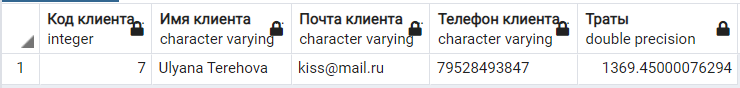 Код клиента Имя клиента Почта клиента Телефон клиента Траты
integer character varying character varying character varying double precision
1 7 Ulyana Terehova kiss@mail.ru 79528493847 1369.45000076294